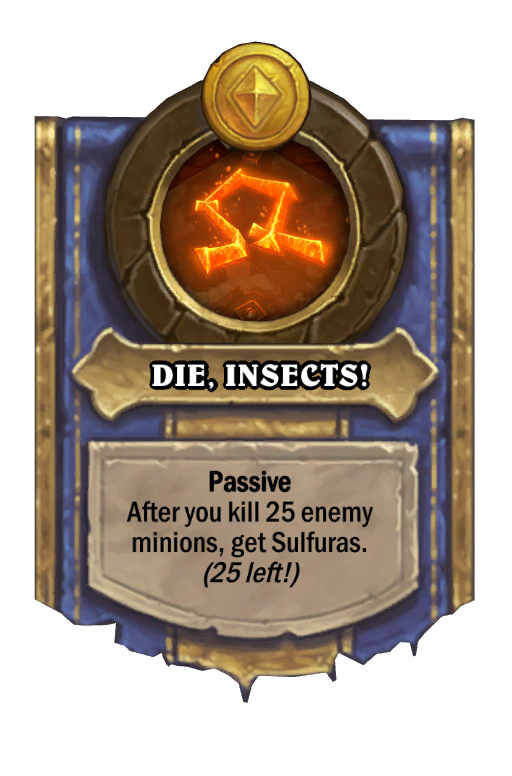 DIE, INSECTS!
Passive
After you kill 25 enemy
minions, get Sulfuras.
(25 left!)